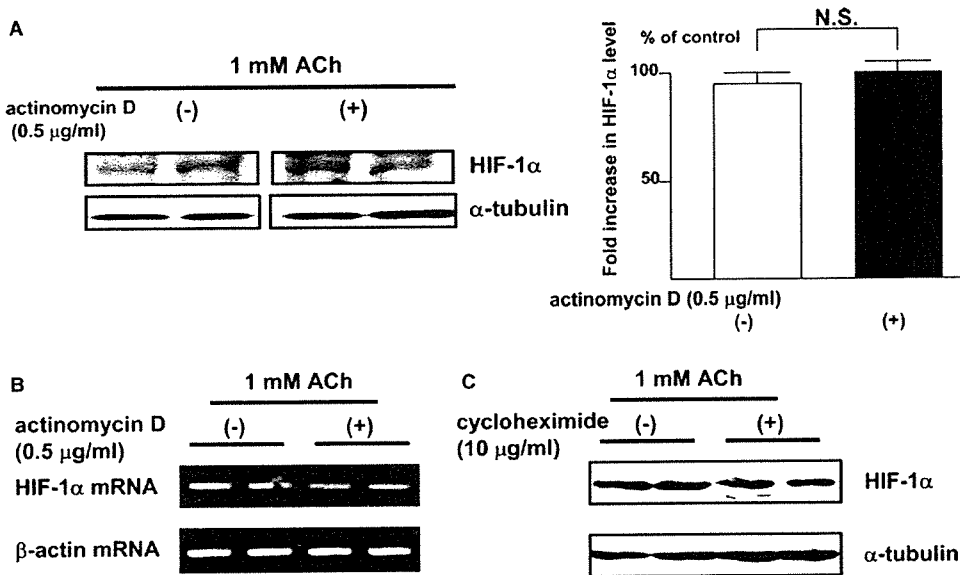 A
1 mM ACh
actinomycin D (-) (+)
(0.5 μg/ml)
HIF-1α
α-tubulin
% of control
N.S.
Fold increase in HIF-1α level
100
50
actinomycin D (0.5 μg/ml)
(-) (+)
B
1 mM ACh
actinomycin D (-) (+)
(0.5 μg/ml)
HIF-1α mRNA
β-actin mRNA
C
1 mM ACh
cycloheximide (-) (+)
(10 μg/ml)
HIF-1α
α-tubulin